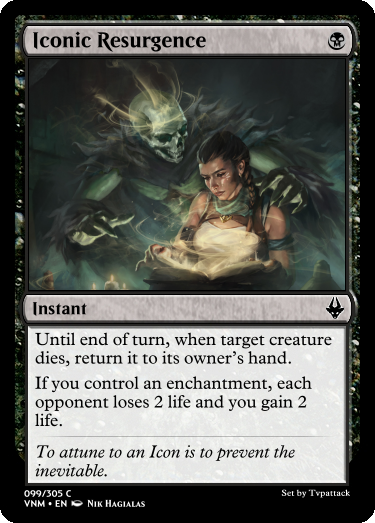 Iconic Resurgence
Instant
Until end of turn, when target creature
dies, return it to its owner's hand.
If you control an enchantment, each
opponent loses 2 life and you gain 2
life.
To attune to an Icon is to prevent the
inevitable.
099/305 C
VNM • EN Nik Hagialas
Set by Tvpattack